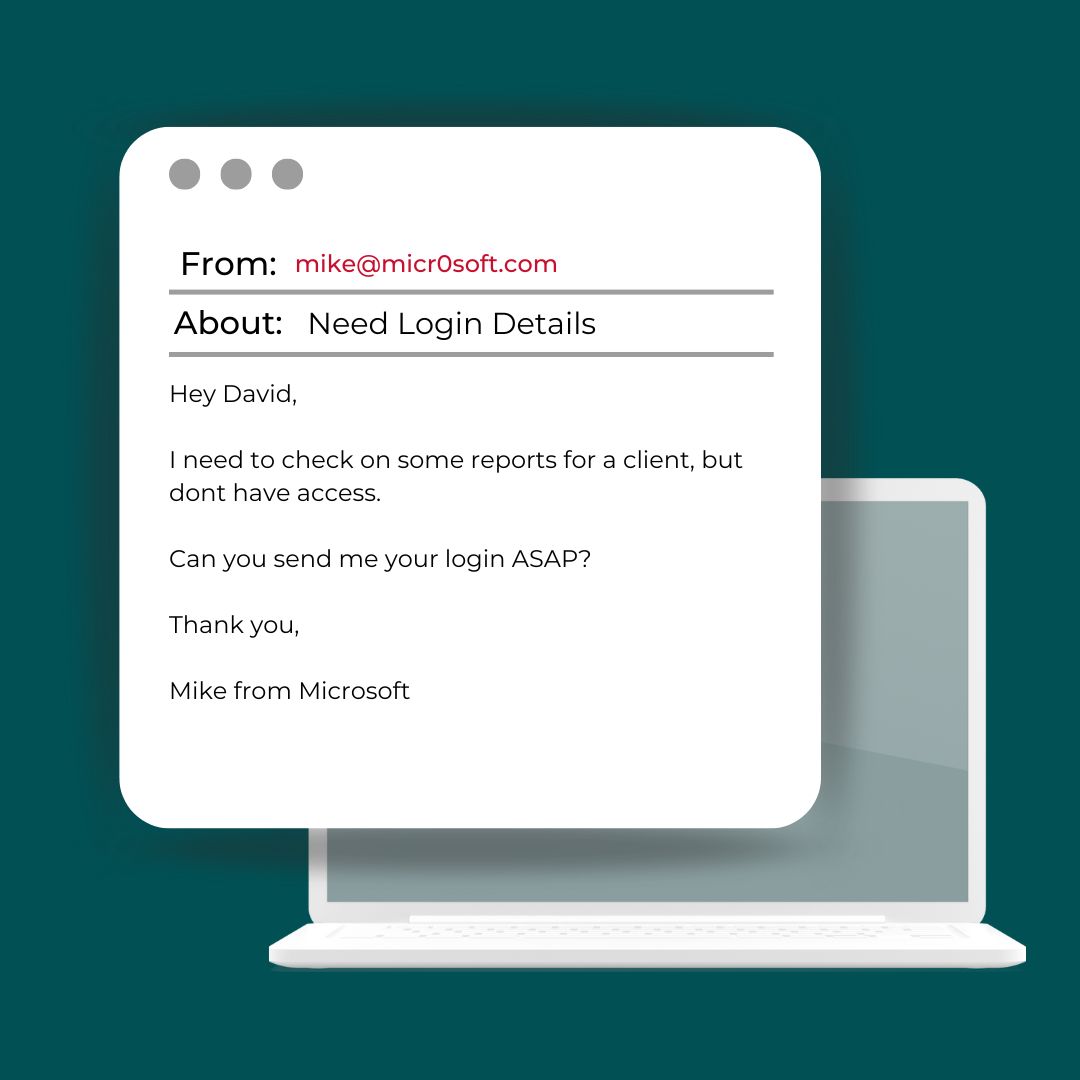 From: mike@micr0soft.com
About: Need Login Details
Hey David,
I need to check on some reports for a client, but
dont have access.
Can you send me your login ASAP?
Thank you,
Mike from Microsoft